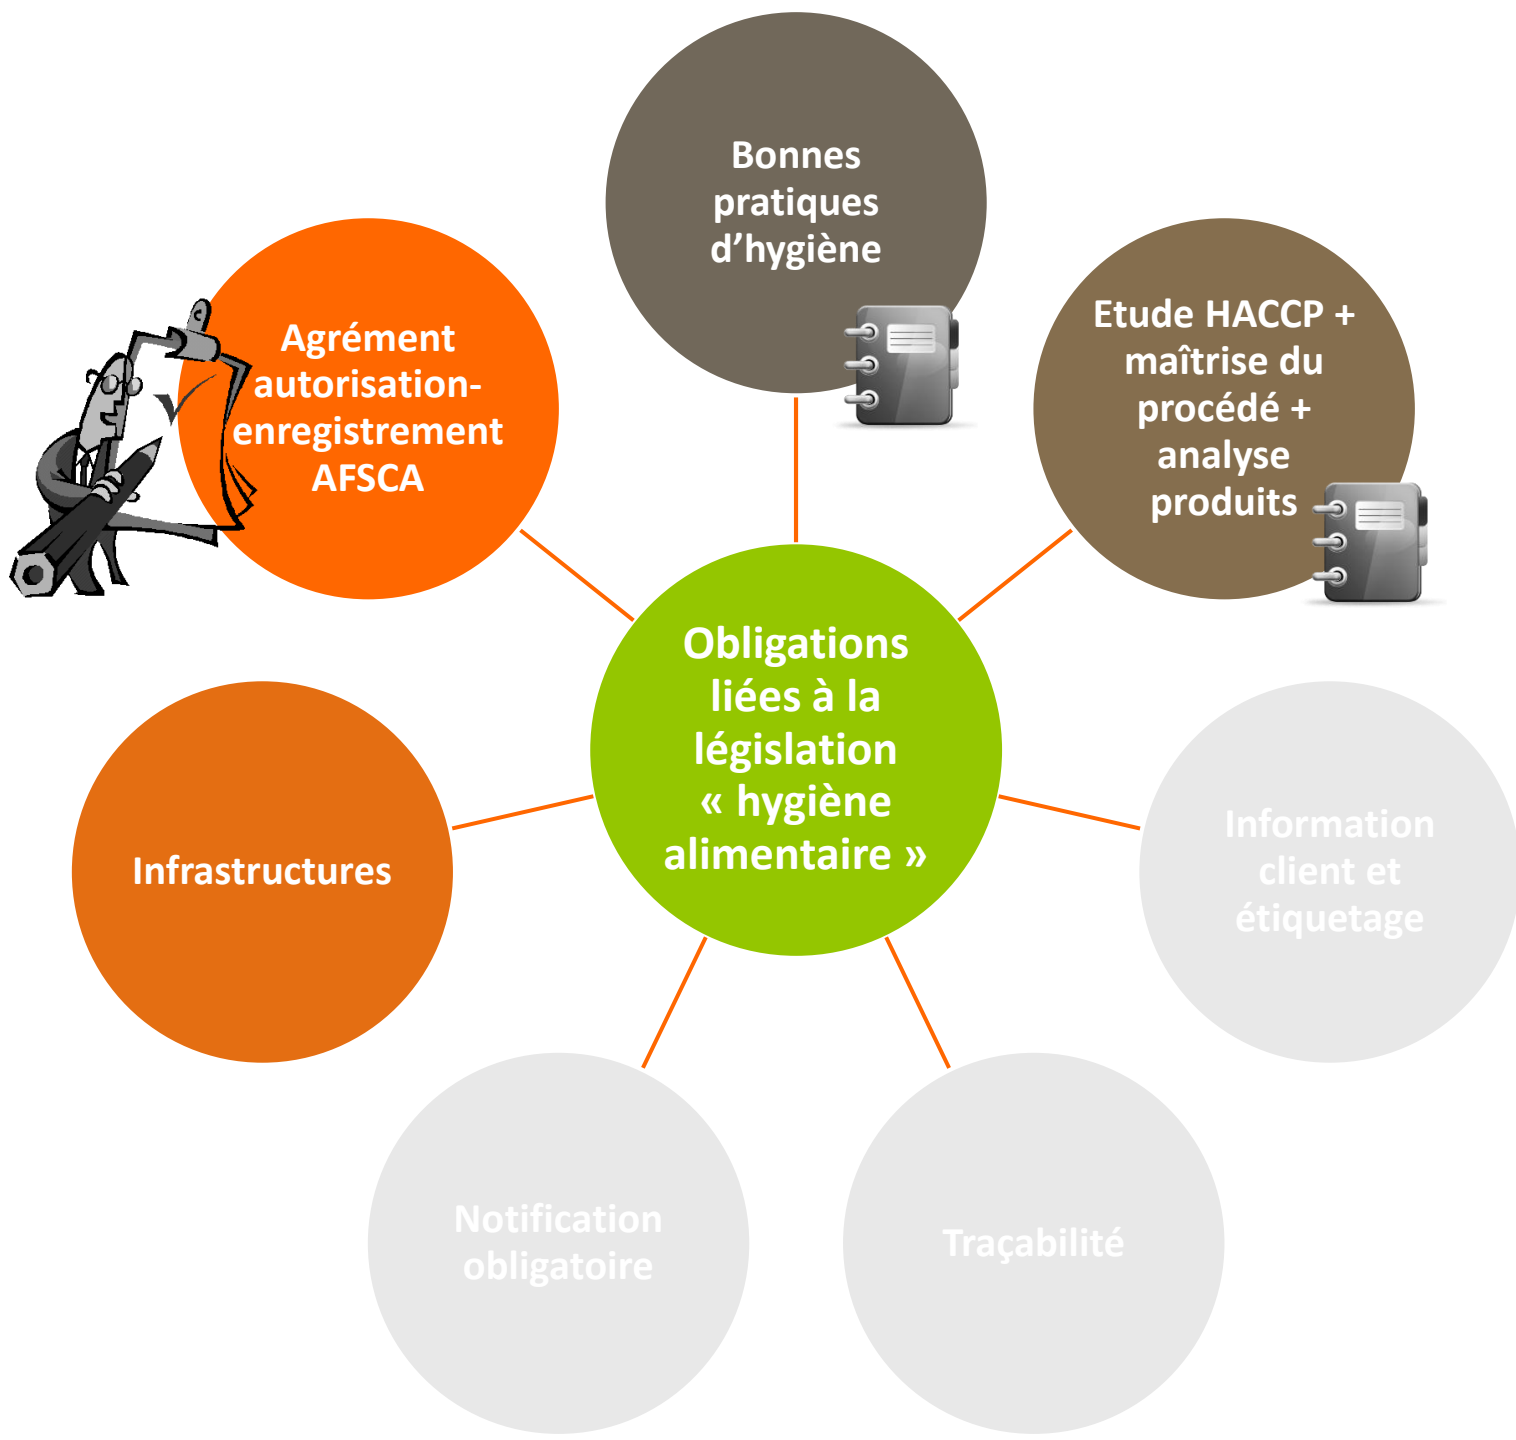 Bonnes
pratiques
d’hygiène
Etude HACCP +
maîtrise du
procédé +
analyse
produits
Agrément
autorisation-
enregistrement
AFSCA
Obligations
liées à la
législation
« hygiène
alimentaire »
Information
client et
étiquetage
Infrastructures
Notification
obligatoire
Traçabilité